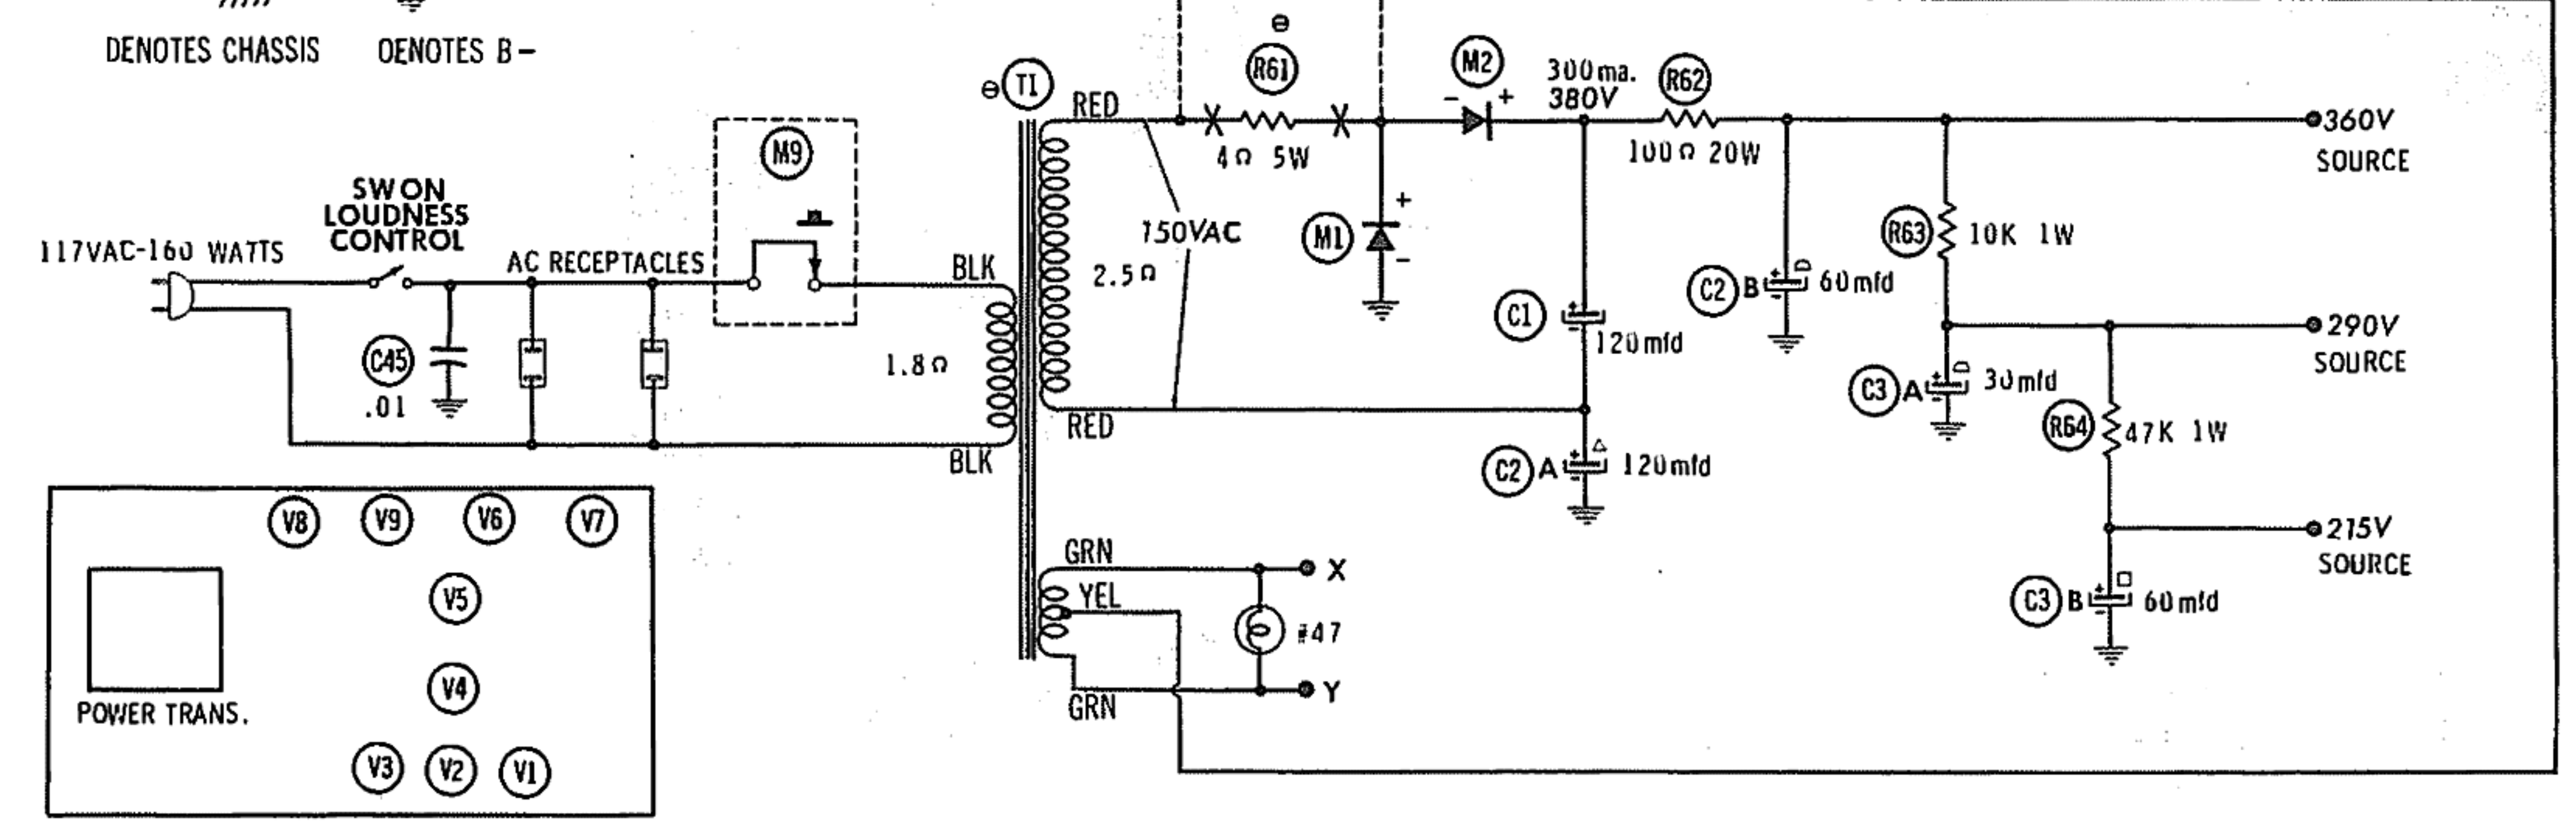 DENOTES CHASSIS
OENOTES B-
117VAC-160 WATTS
SW ON
LOUDNESS
CONTROL
C45
.01
AC RECEPTACLES
M9
BLK
1.8Ω
BLK
⊖ T1
RED
150VAC
2.5Ω
RED
⊖
R61
4Ω 5W
M1
+
-
M2
- +
300ma.
380V
R62
100Ω 20W
C1
120mfd
C2 A
120mfd
C2 B
60mfd
R63
10K 1W
C3 A
30mfd
R64
47K 1W
C3 B
60mfd
360V
SOURCE
290V
SOURCE
215V
SOURCE
GRN
YEL
GRN
X
#47
Y
V8 V9 V6 V7
V5
V4
V3 V2 V1
POWER TRANS.